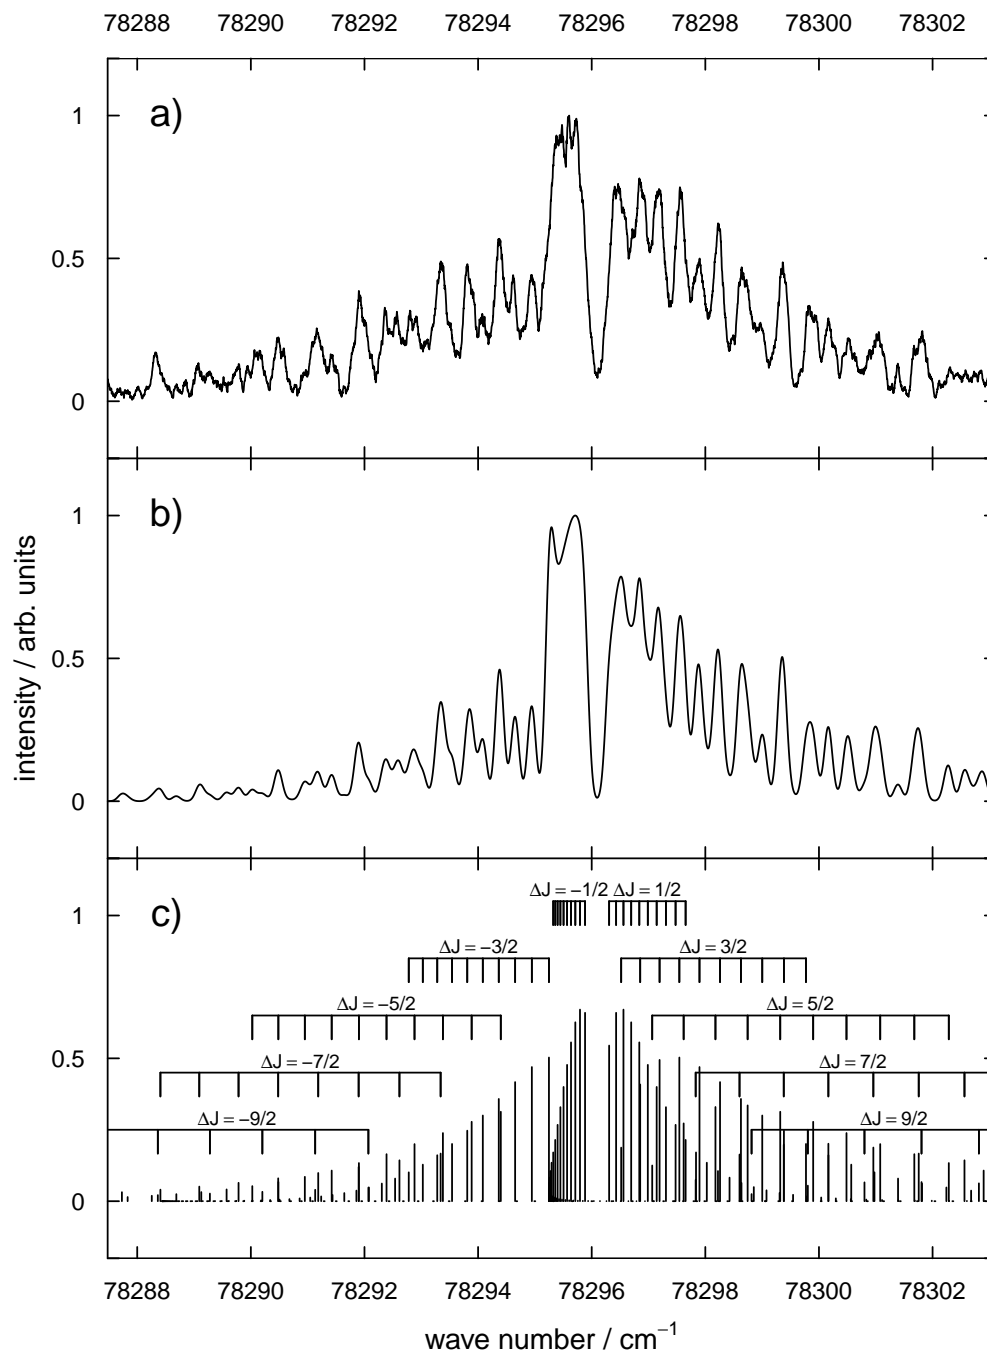 78288 78290 78292 78294 78296 78298 78300 78302
a)
1
0.5
0
b)
1
0.5
0
intensity / arb. units
c)
ΔJ = −1/2 ΔJ = 1/2
1
ΔJ = −3/2 ΔJ = 3/2
ΔJ = −5/2 ΔJ = 5/2
0.5
ΔJ = −7/2 ΔJ = 7/2
ΔJ = −9/2 ΔJ = 9/2
0
78288 78290 78292 78294 78296 78298 78300 78302
wave number / cm⁻¹